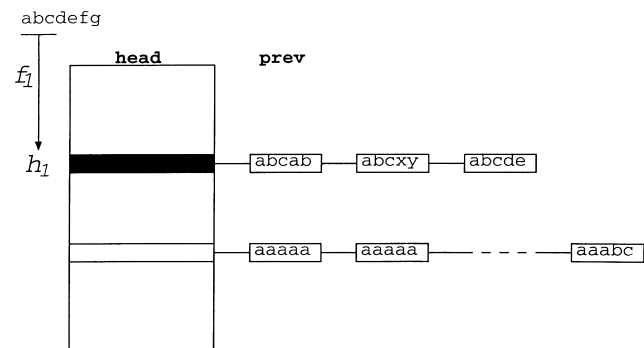 abcdefg
head prev
f1
h1 abcab abcxy abcde
aaaaa aaaaa aaabc